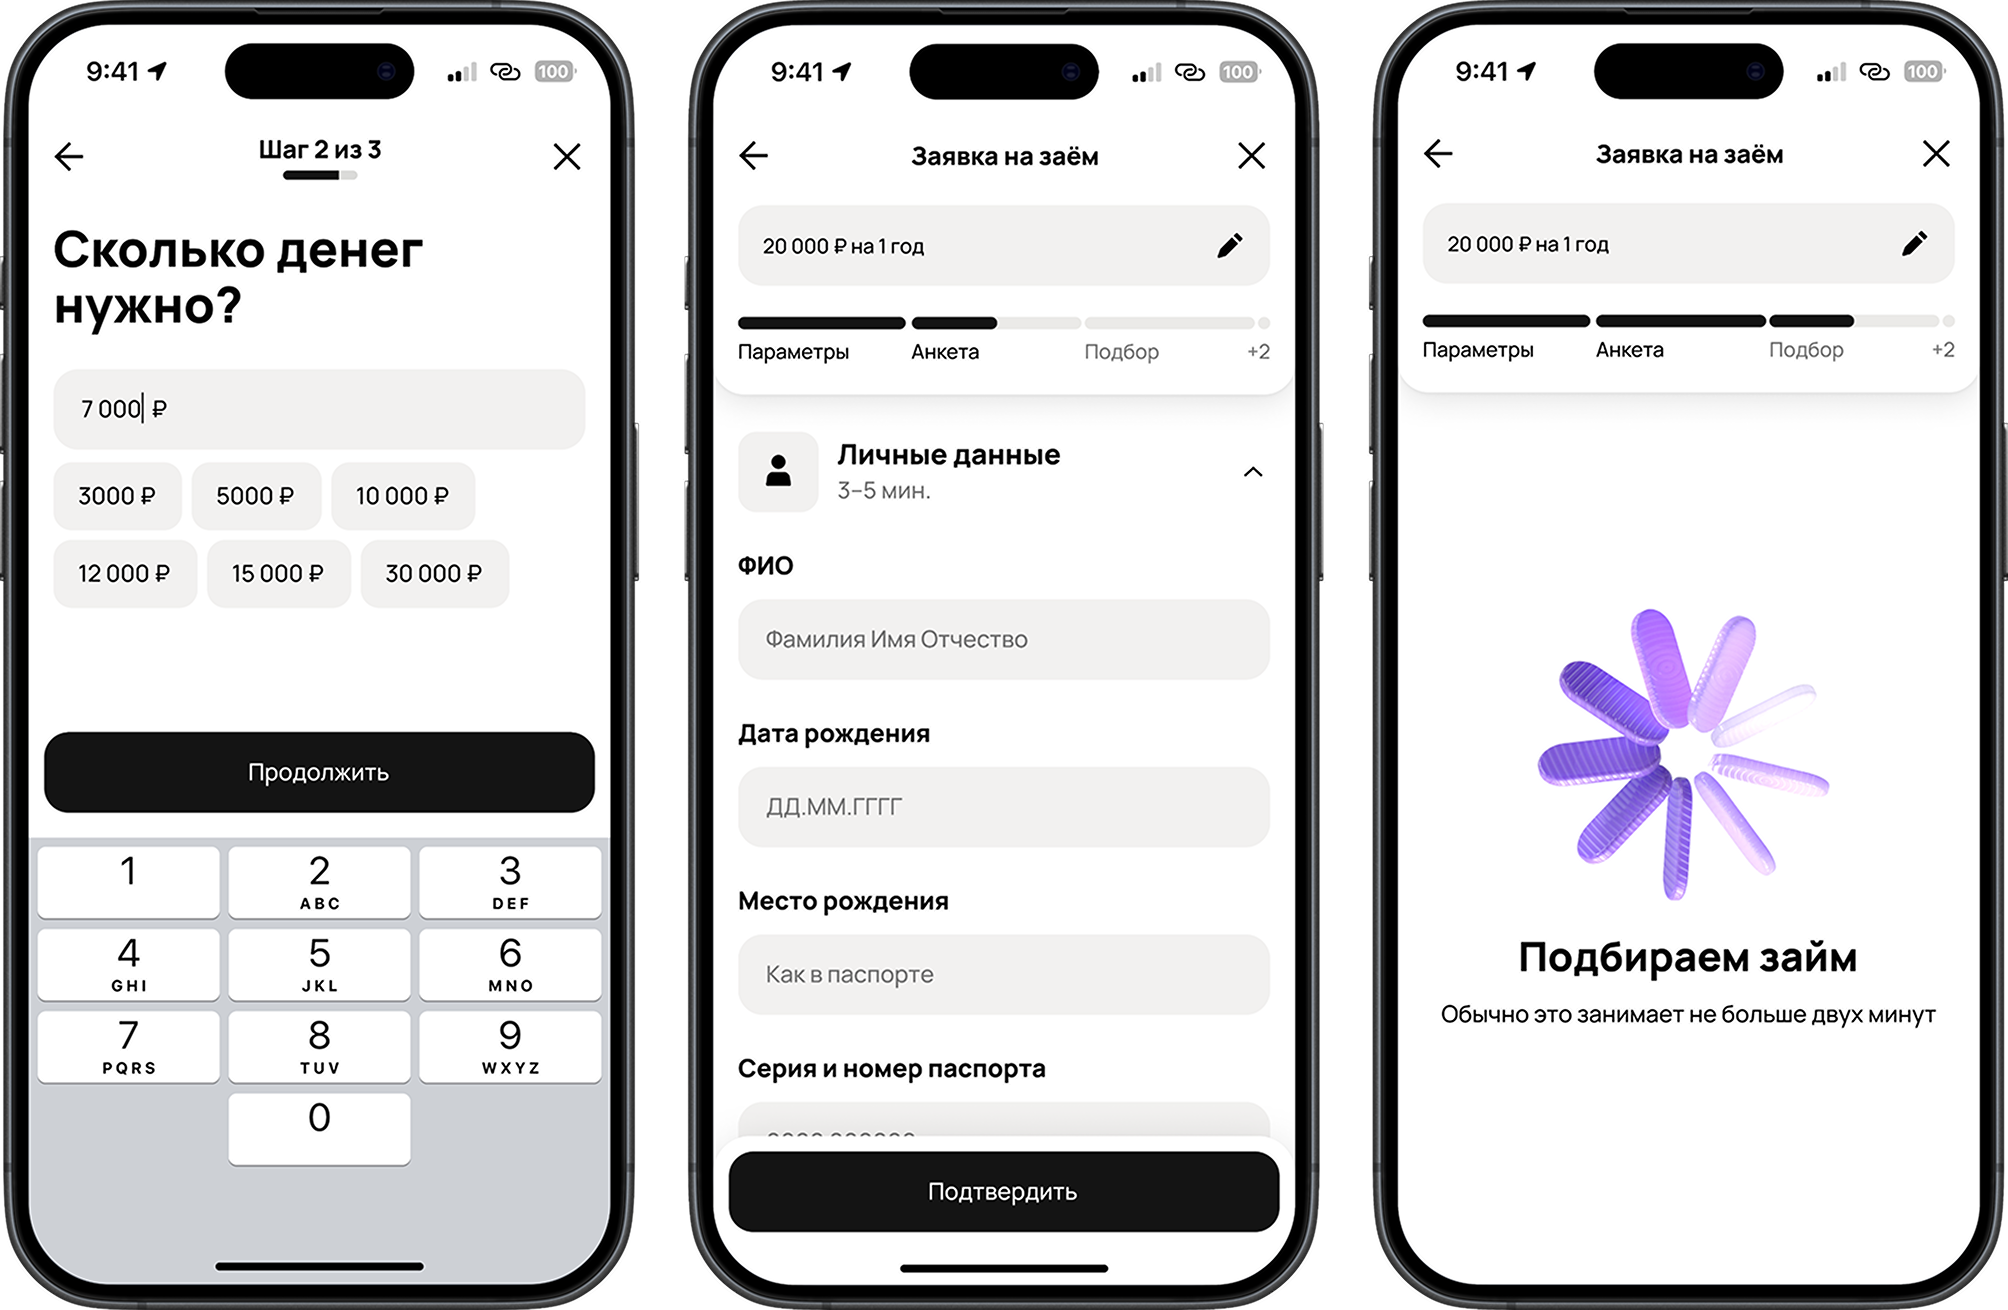 9:41
100
Шаг 2 из 3
Сколько денег
нужно?
7 000 ₽
3000 ₽
5000 ₽
10 000 ₽
12 000 ₽
15 000 ₽
30 000 ₽
Продолжить
1
2
ABC
3
DEF
4
GHI
5
JKL
6
MNO
7
PQRS
8
TUV
9
WXYZ
0
9:41
100
Заявка на заём
20 000 ₽ на 1 год
Параметры
Анкета
Подбор
+2
Личные данные
3–5 мин.
ФИО
Фамилия Имя Отчество
Дата рождения
ДД.ММ.ГГГГ
Место рождения
Как в паспорте
Серия и номер паспорта
Подтвердить
9:41
100
Заявка на заём
20 000 ₽ на 1 год
Параметры
Анкета
Подбор
+2
Подбираем займ
Обычно это занимает не больше двух минут